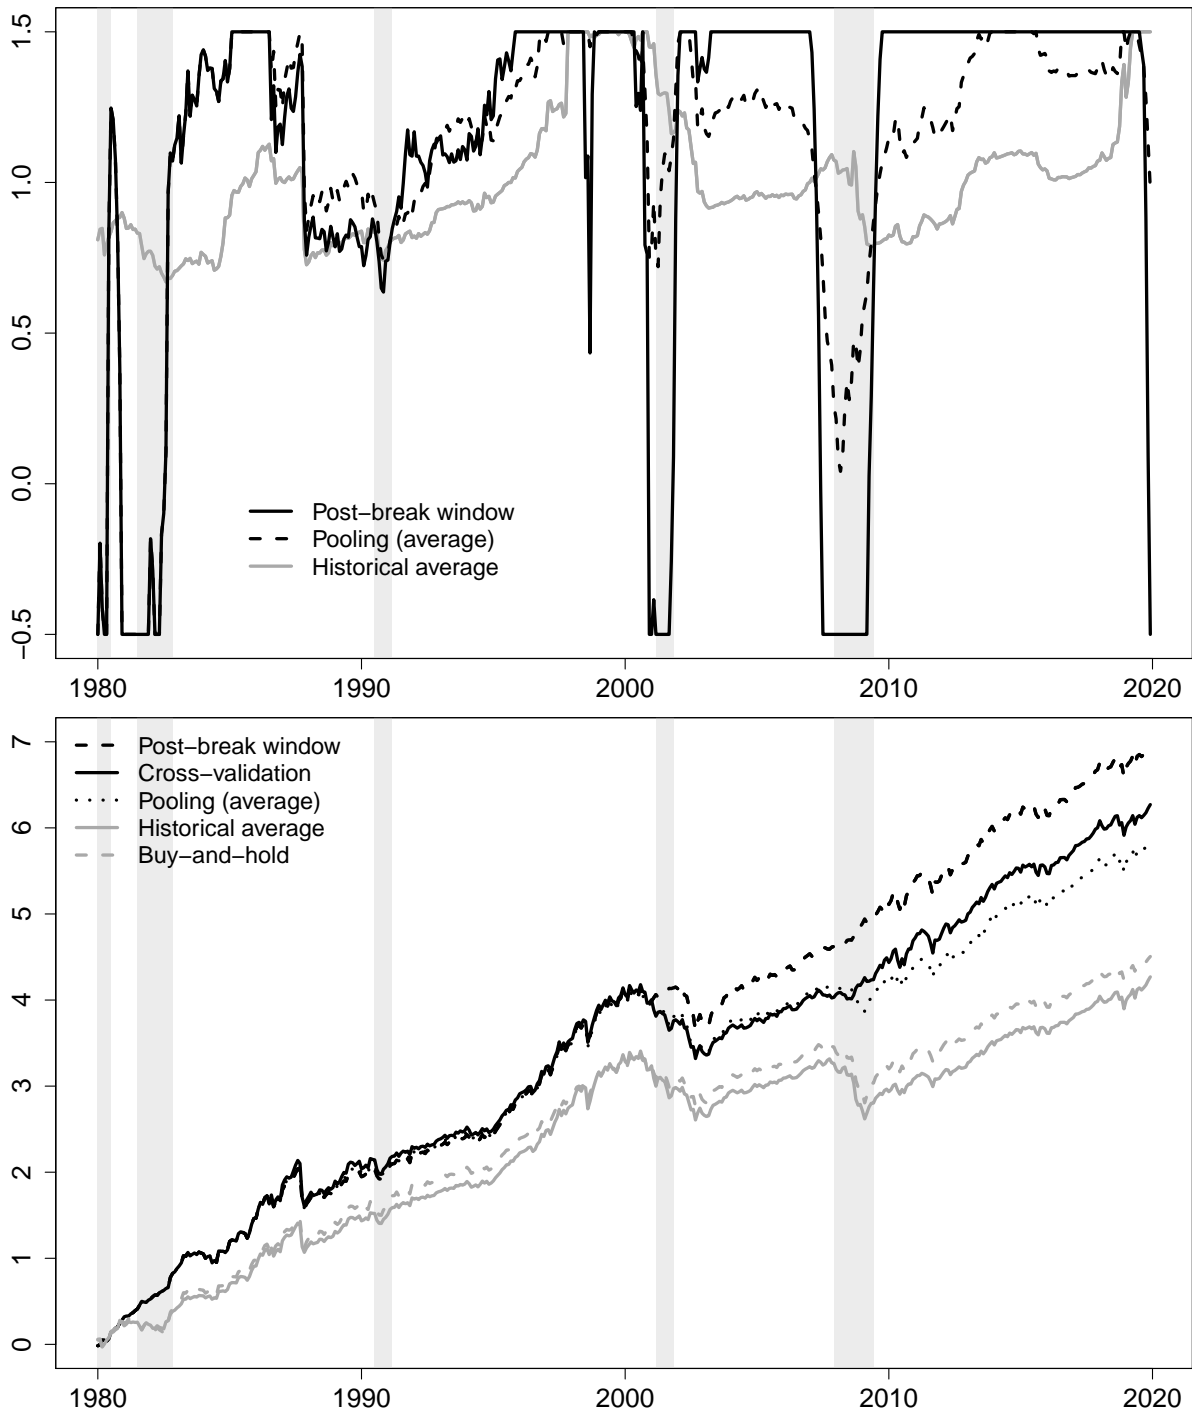 1.5
1.0
0.5
0.0
−0.5
Post−break window
Pooling (average)
Historical average
1980 1990 2000 2010 2020
7
6
5
4
3
2
1
0
Post−break window
Cross−validation
Pooling (average)
Historical average
Buy−and−hold
1980 1990 2000 2010 2020